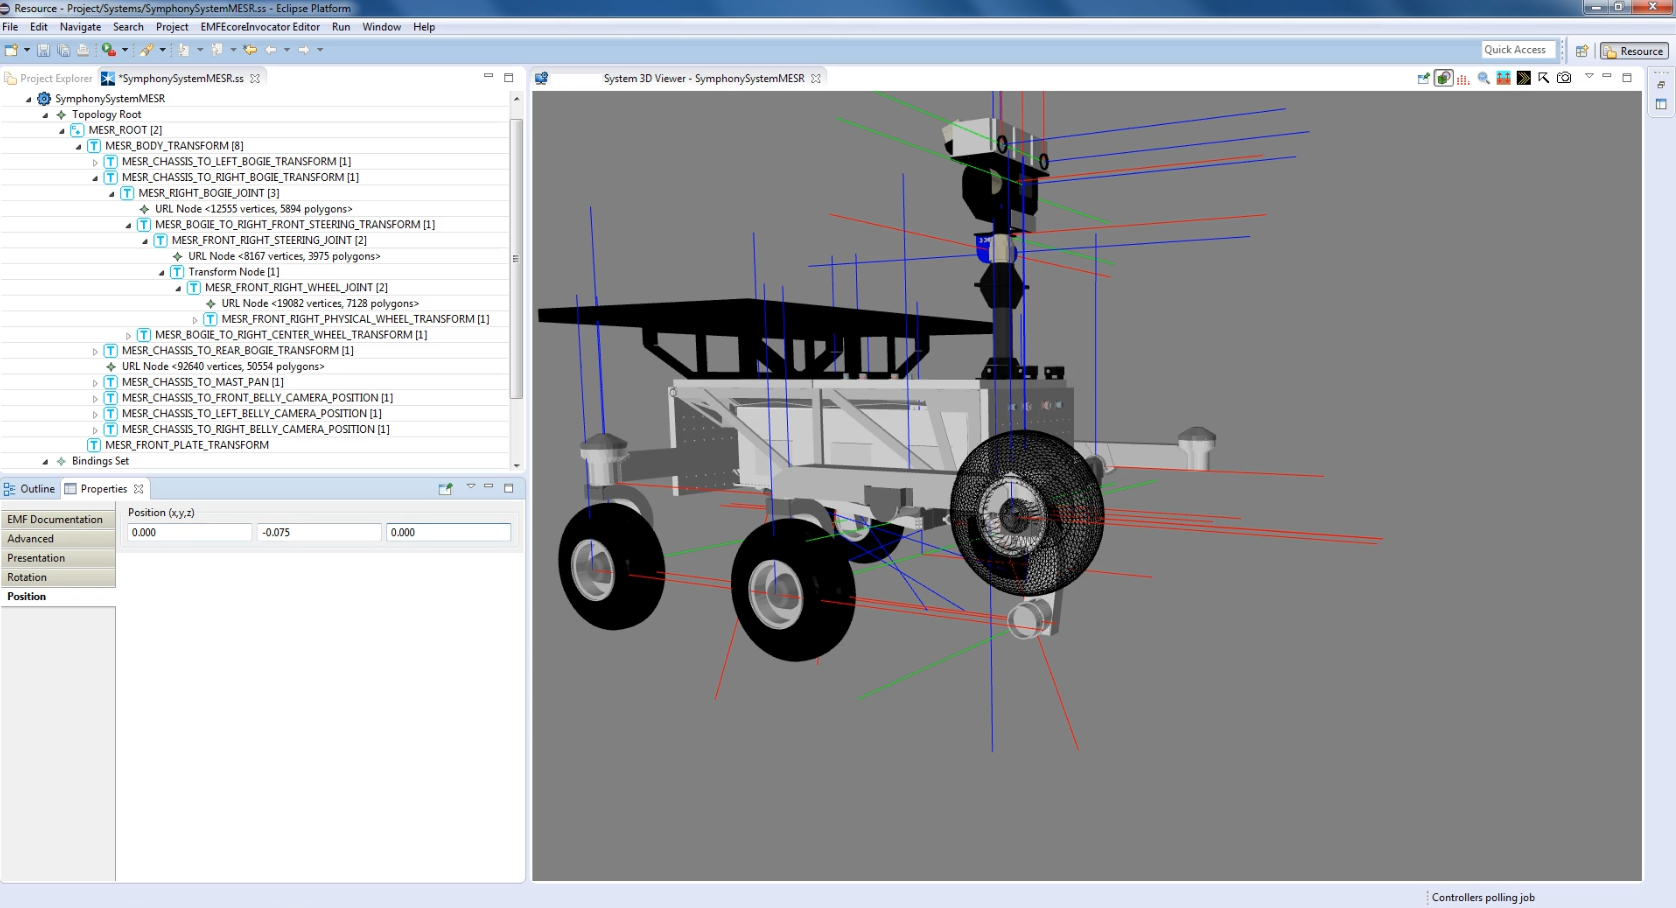 Resource - Project/Systems/SymphonySystemMESR.ss - Eclipse Platform
File Edit Navigate Search Project EMFEcoreInvocator Editor Run Window Help
Quick Access
Resource
Project Explorer *SymphonySystemMESR.ss
System 3D Viewer - SymphonySystemMESR
SymphonySystemMESR
Topology Root
MESR_ROOT [2]
MESR_BODY_TRANSFORM [8]
MESR_CHASSIS_TO_LEFT_BOGIE_TRANSFORM [1]
MESR_CHASSIS_TO_RIGHT_BOGIE_TRANSFORM [1]
MESR_RIGHT_BOGIE_JOINT [3]
URL Node <12555 vertices, 5894 polygons>
MESR_BOGIE_TO_RIGHT_FRONT_STEERING_TRANSFORM [1]
MESR_FRONT_RIGHT_STEERING_JOINT [2]
URL Node <8167 vertices, 3975 polygons>
Transform Node [1]
MESR_FRONT_RIGHT_WHEEL_JOINT [2]
URL Node <19082 vertices, 7128 polygons>
MESR_FRONT_RIGHT_PHYSICAL_WHEEL_TRANSFORM [1]
MESR_BOGIE_TO_RIGHT_CENTER_WHEEL_TRANSFORM [1]
MESR_CHASSIS_TO_REAR_BOGIE_TRANSFORM [1]
URL Node <92640 vertices, 50554 polygons>
MESR_CHASSIS_TO_MAST_PAN [1]
MESR_CHASSIS_TO_FRONT_BELLY_CAMERA_POSITION [1]
MESR_CHASSIS_TO_LEFT_BELLY_CAMERA_POSITION [1]
MESR_CHASSIS_TO_RIGHT_BELLY_CAMERA_POSITION [1]
MESR_FRONT_PLATE_TRANSFORM
Bindings Set
Outline Properties
EMF Documentation
Advanced
Presentation
Rotation
Position
Position (x,y,z)
0.000 -0.075 0.000
Controllers polling job